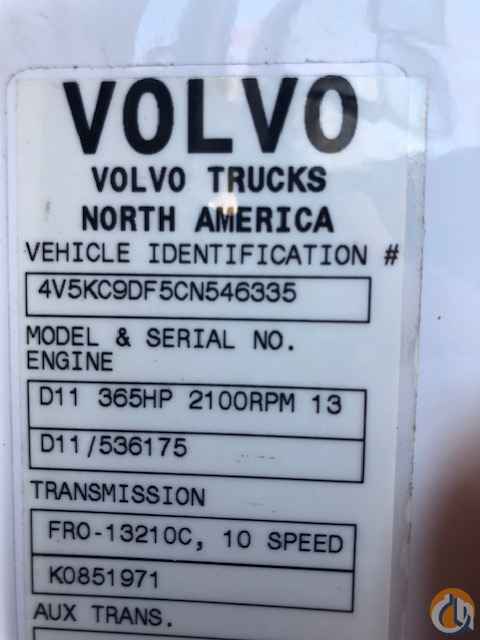 VOLVO
VOLVO TRUCKS
NORTH AMERICA
VEHICLE IDENTIFICATION #
4V5KC9DF5CN546335
MODEL & SERIAL NO.
ENGINE
D11 365HP 2100RPM 13
D11/536175
TRANSMISSION
FRO-13210C, 10 SPEED
K0851971
AUX TRANS.